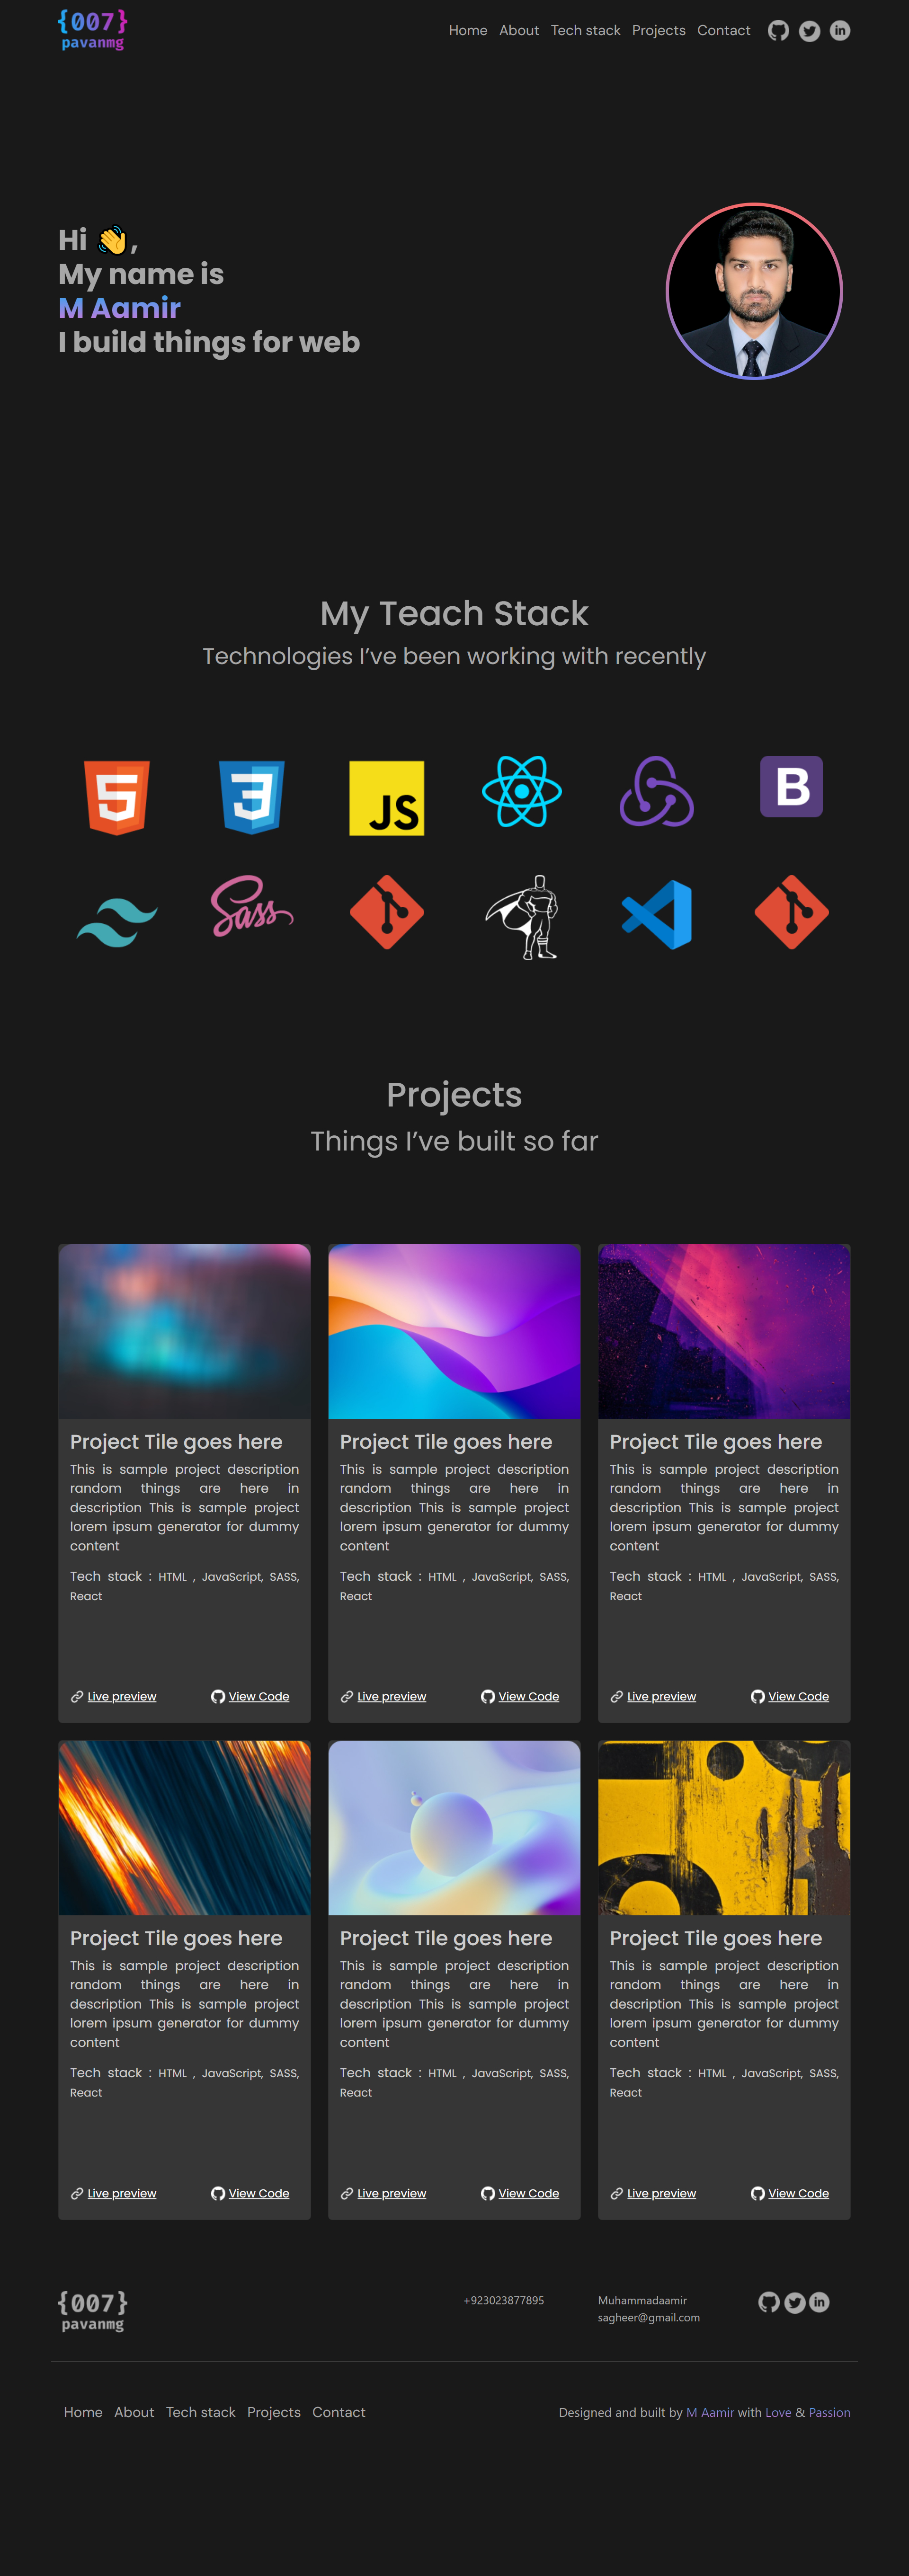 {007}
pavanmg
Home About Tech stack Projects Contact
in
Hi 👋,
My name is
M Aamir
I build things for web
My Teach Stack
Technologies I’ve been working with recently
5
3
JS
B
Sass
Projects
Things I’ve built so far
Project Tile goes here
This is sample project description
random things are here in
description This is sample project
lorem ipsum generator for dummy
content
Tech stack : HTML , JavaScript, SASS,
React
Live preview View Code
Project Tile goes here
This is sample project description
random things are here in
description This is sample project
lorem ipsum generator for dummy
content
Tech stack : HTML , JavaScript, SASS,
React
Live preview View Code
Project Tile goes here
This is sample project description
random things are here in
description This is sample project
lorem ipsum generator for dummy
content
Tech stack : HTML , JavaScript, SASS,
React
Live preview View Code
Project Tile goes here
This is sample project description
random things are here in
description This is sample project
lorem ipsum generator for dummy
content
Tech stack : HTML , JavaScript, SASS,
React
Live preview View Code
Project Tile goes here
This is sample project description
random things are here in
description This is sample project
lorem ipsum generator for dummy
content
Tech stack : HTML , JavaScript, SASS,
React
Live preview View Code
Project Tile goes here
This is sample project description
random things are here in
description This is sample project
lorem ipsum generator for dummy
content
Tech stack : HTML , JavaScript, SASS,
React
Live preview View Code
{007}
pavanmg
+923023877895
Muhammadaamir
sagheer@gmail.com
in
Home About Tech stack Projects Contact
Designed and built by M Aamir with Love & Passion